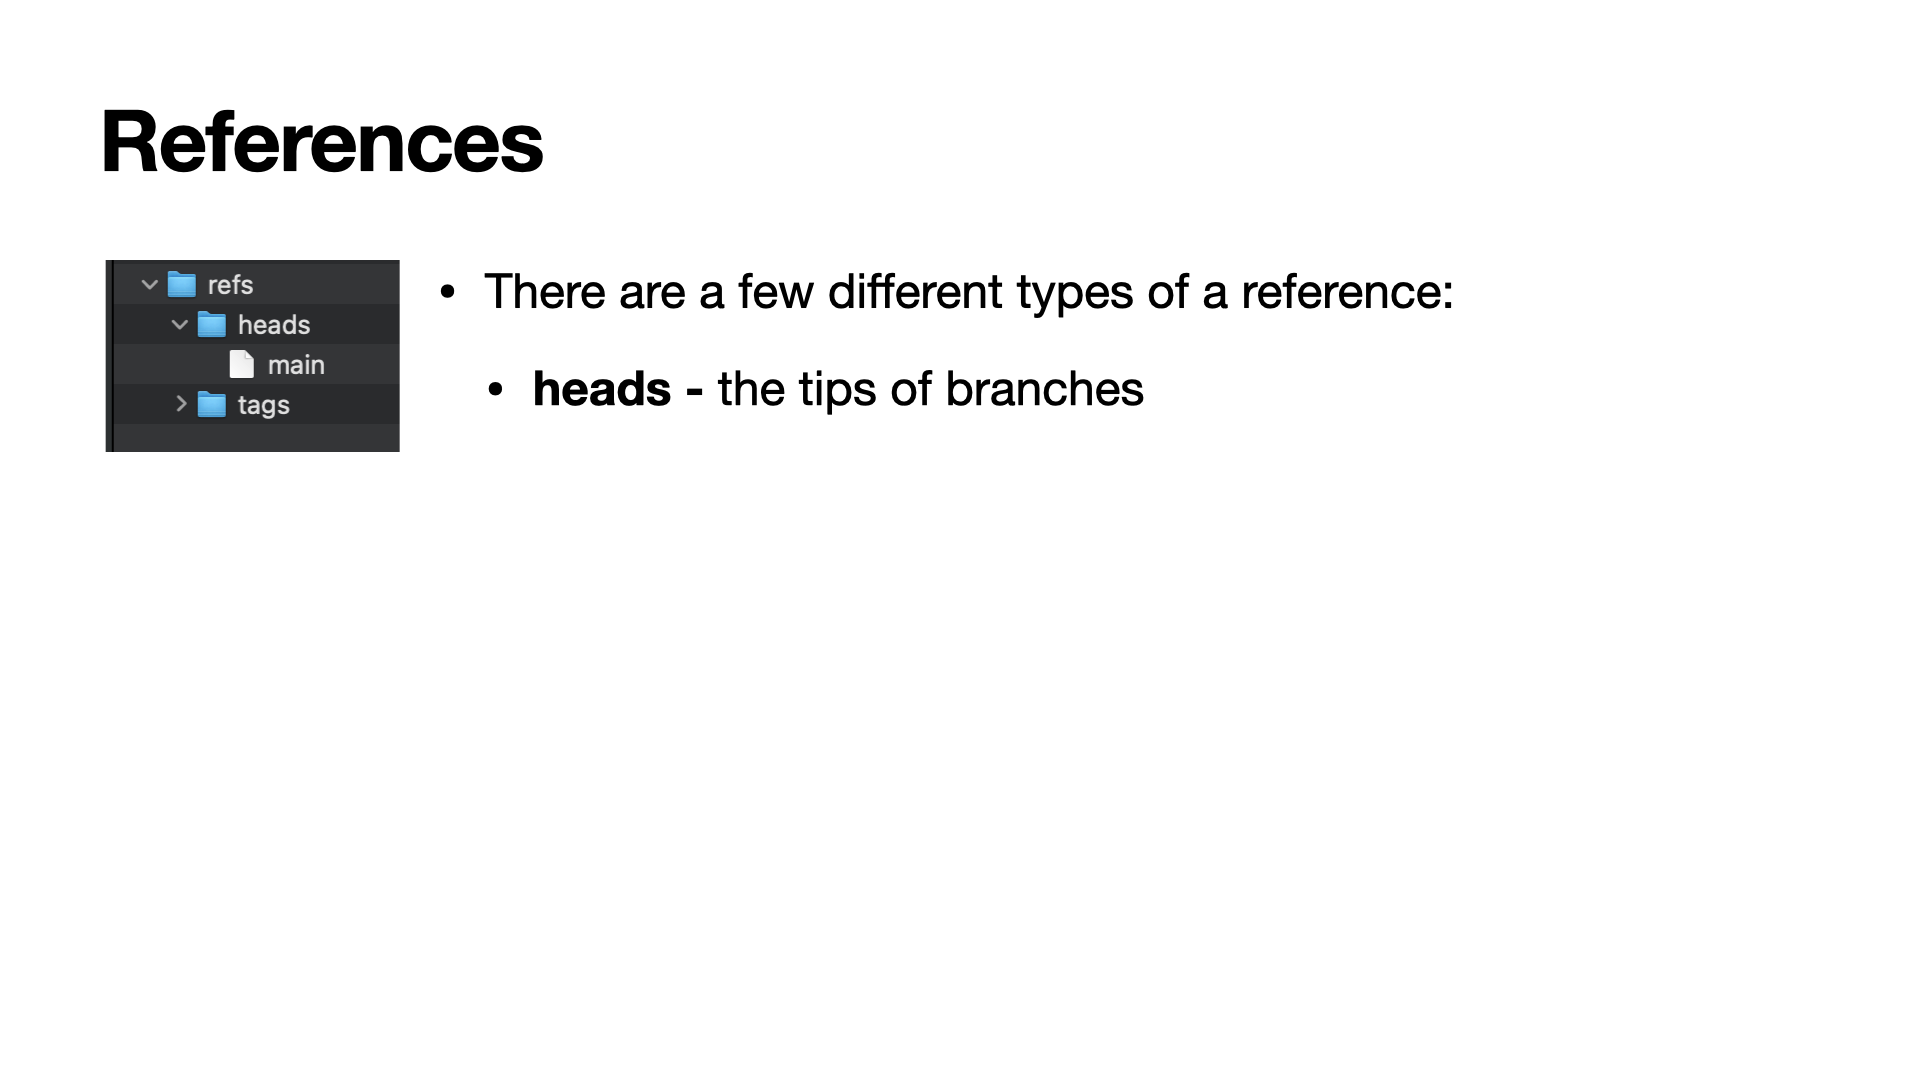 References
refs
heads
main
tags
• There are a few different types of a reference:
• heads - the tips of branches